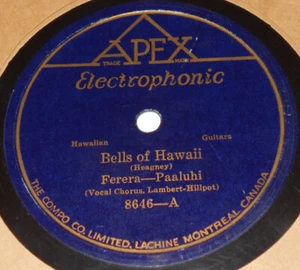 APEX
TRADE MARK
Electrophonic
Hawaiian Guitars
Bells of Hawaii
(Heagney)
Ferera—Paaluhi
(Vocal Chorus, Lambert-Hillpot)
8646—A
THE COMPO CO. LIMITED, LACHINE MONTREAL CANADA